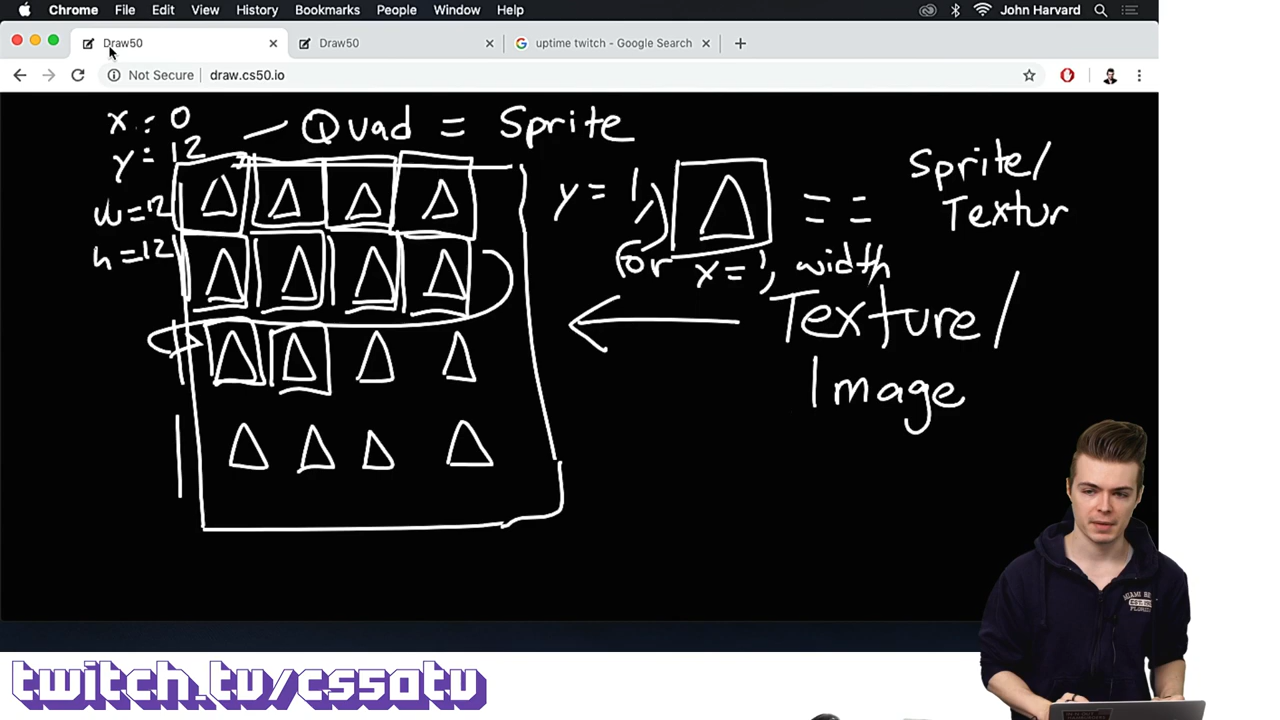 Chrome File Edit View History Bookmarks People Window Help John Harvard
Draw50 Draw50 uptime twitch - Google Search
Not Secure draw.cs50.io
x = 0
y = 12
w = 12
h = 12
Quad = Sprite
y = 1,
for x = 1, width
==
Sprite/
Textur
Texture/
Image
twitch.tv/cs50tv